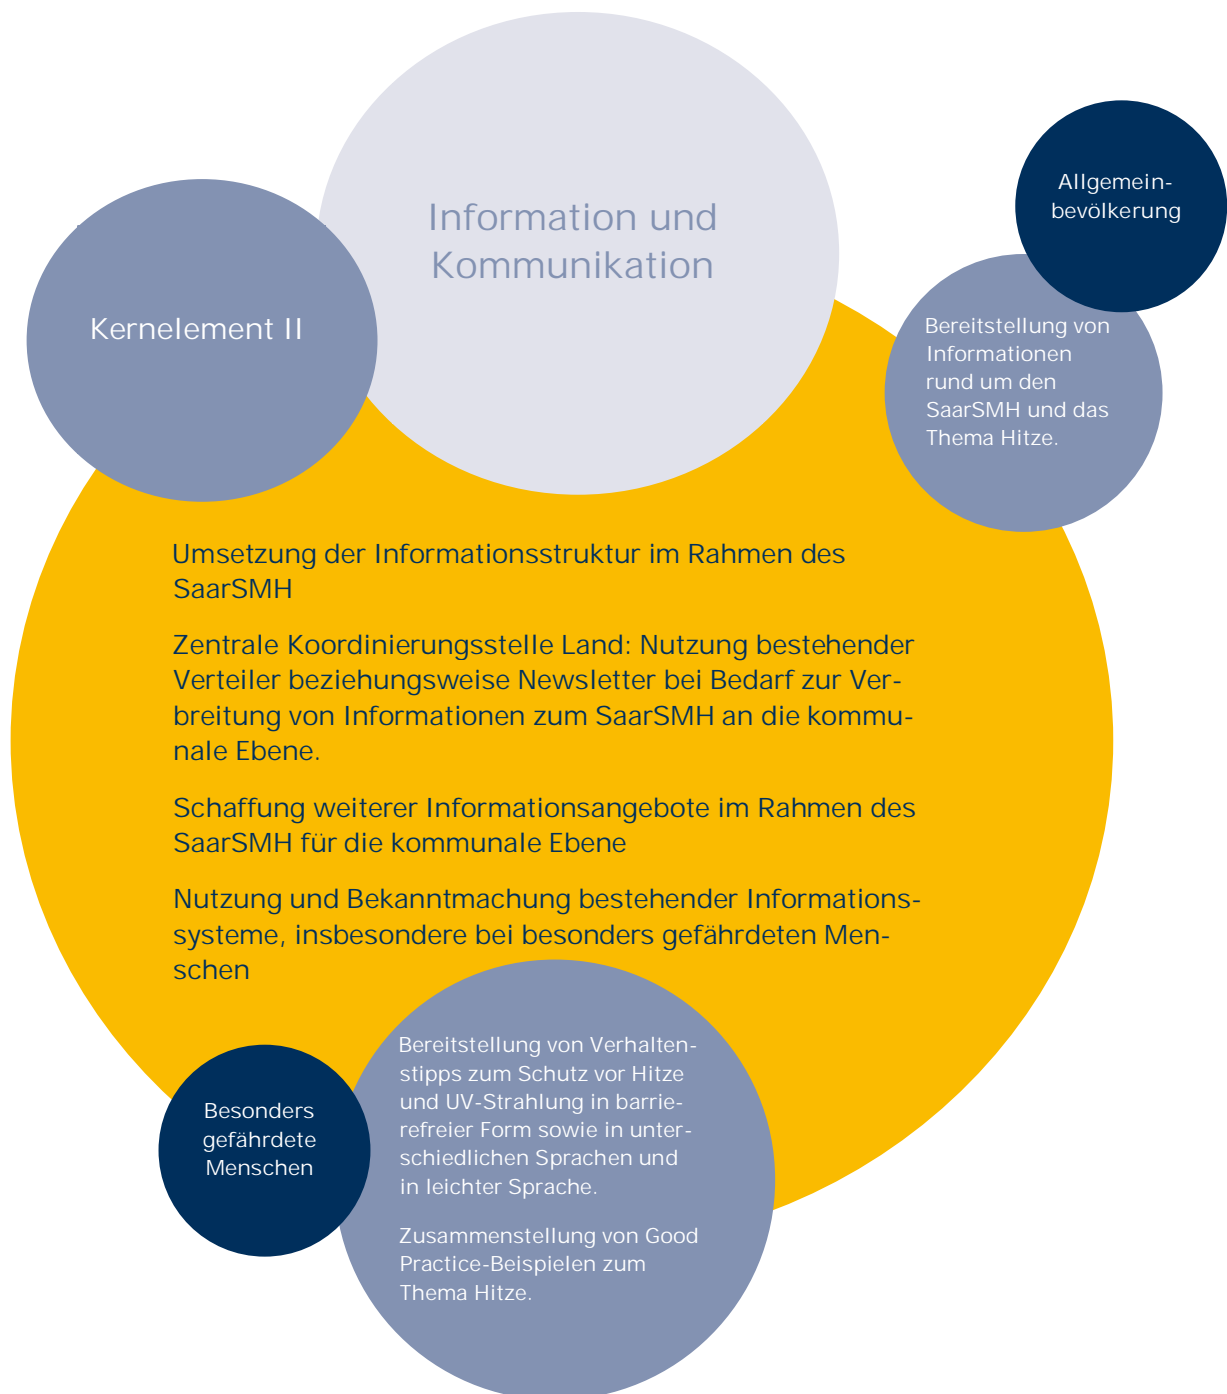 Information und
Kommunikation
Kernelement II
Allgemein-
bevölkerung
Bereitstellung von
Informationen
rund um den
SaarSMH und das
Thema Hitze.
Umsetzung der Informationsstruktur im Rahmen des
SaarSMH
Zentrale Koordinierungsstelle Land: Nutzung bestehender
Verteiler beziehungsweise Newsletter bei Bedarf zur Ver-
breitung von Informationen zum SaarSMH an die kommu-
nale Ebene.
Schaffung weiterer Informationsangebote im Rahmen des
SaarSMH für die kommunale Ebene
Nutzung und Bekanntmachung bestehender Informations-
systeme, insbesondere bei besonders gefährdeten Men-
schen
Besonders
gefährdete
Menschen
Bereitstellung von Verhalten-
stipps zum Schutz vor Hitze
und UV-Strahlung in barrie-
refreier Form sowie in unter-
schiedlichen Sprachen und
in leichter Sprache.
Zusammenstellung von Good
Practice-Beispielen zum
Thema Hitze.